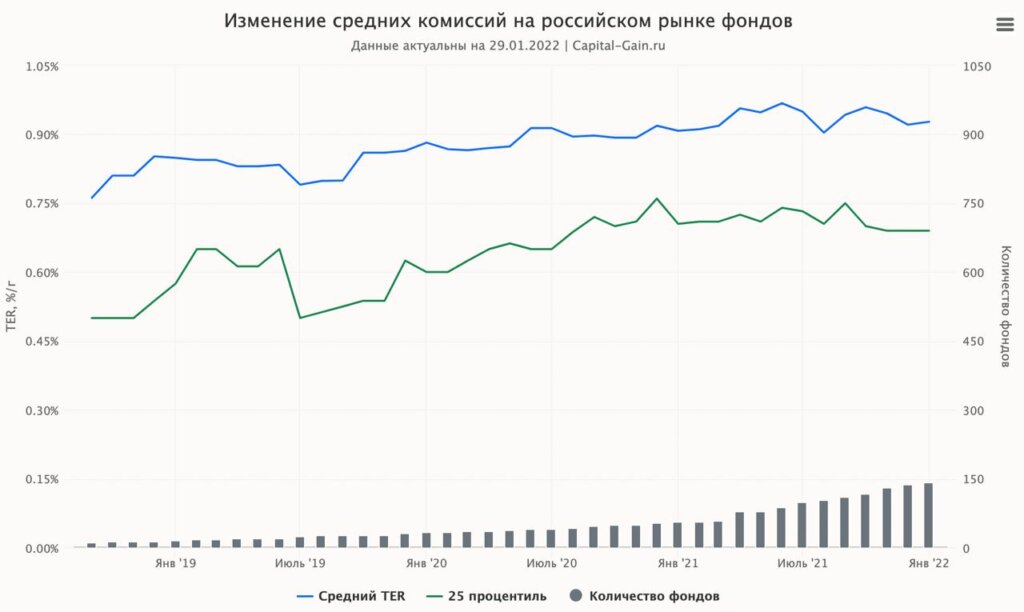 Изменение средних комиссий на российском рынке фондов
Данные актуальны на 29.01.2022 | Capital-Gain.ru
1.05%
0.90%
0.75%
0.60%
0.45%
0.30%
0.15%
0.00%
TER, %/г
1050
900
750
600
450
300
150
0
Количество фондов
Янв '19
Июль '19
Янв '20
Июль '20
Янв '21
Июль '21
Янв '22
Средний TER
25 процентиль
Количество фондов